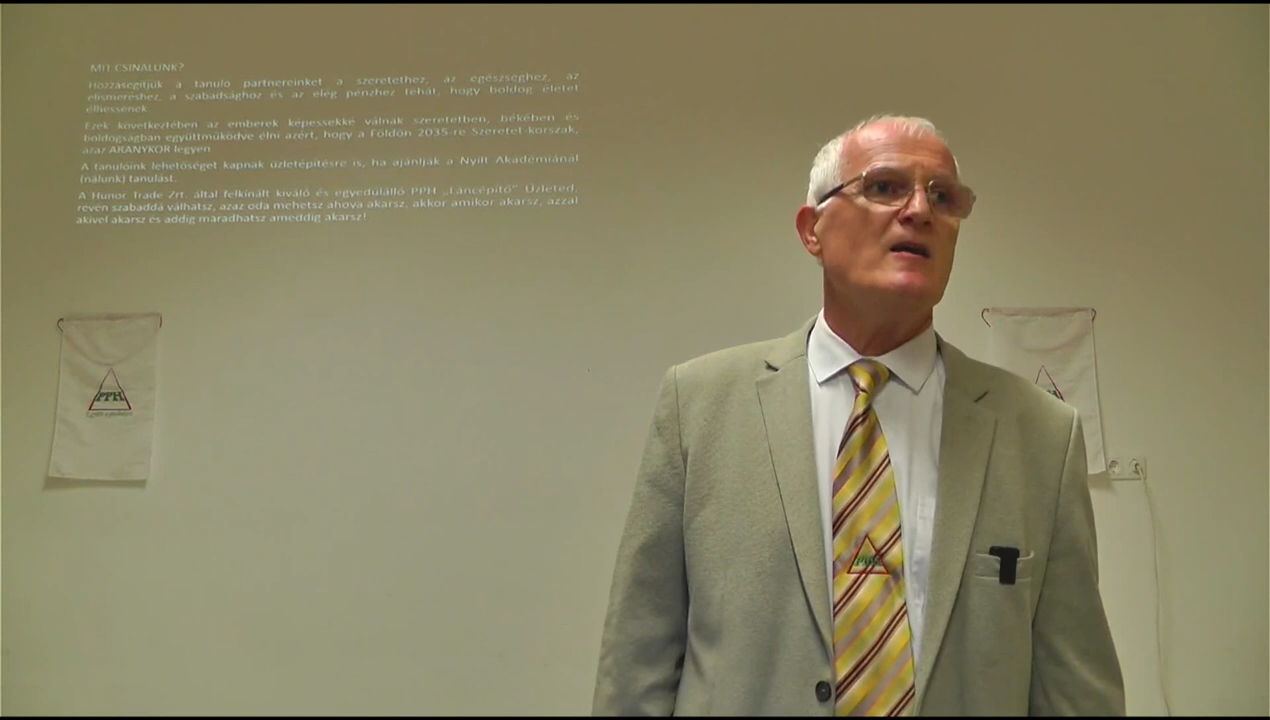 MIT CSINÁLUNK?
Hozzásegítjük a tanuló partnereinket a szeretethez, az egészséghez, az
elismeréshez, a szabadsághoz és az elég pénzhez tehát, hogy boldog életet
élhessenek.
Ezek következtében az emberek képessekké válnak szeretetben, békében és
boldogságban együttműködve élni azért, hogy a Földön 2035-re Szeretet-korszak,
azaz ARANYKOR legyen
A tanulóink lehetőséget kapnak üzletépítésre is, ha ajánlják a Nyílt Akadémiánál
(nálunk) tanulást.
A Hunor Trade Zrt. által felkínált kiváló és egyedülálló PPH „Láncépítő" Üzleted,
révén szabaddá válhatsz, azaz oda mehetsz ahova akarsz, akkor amikor akarsz, azzal
akivel akarsz és addig maradhatsz ameddig akarsz!
PPH
PPH